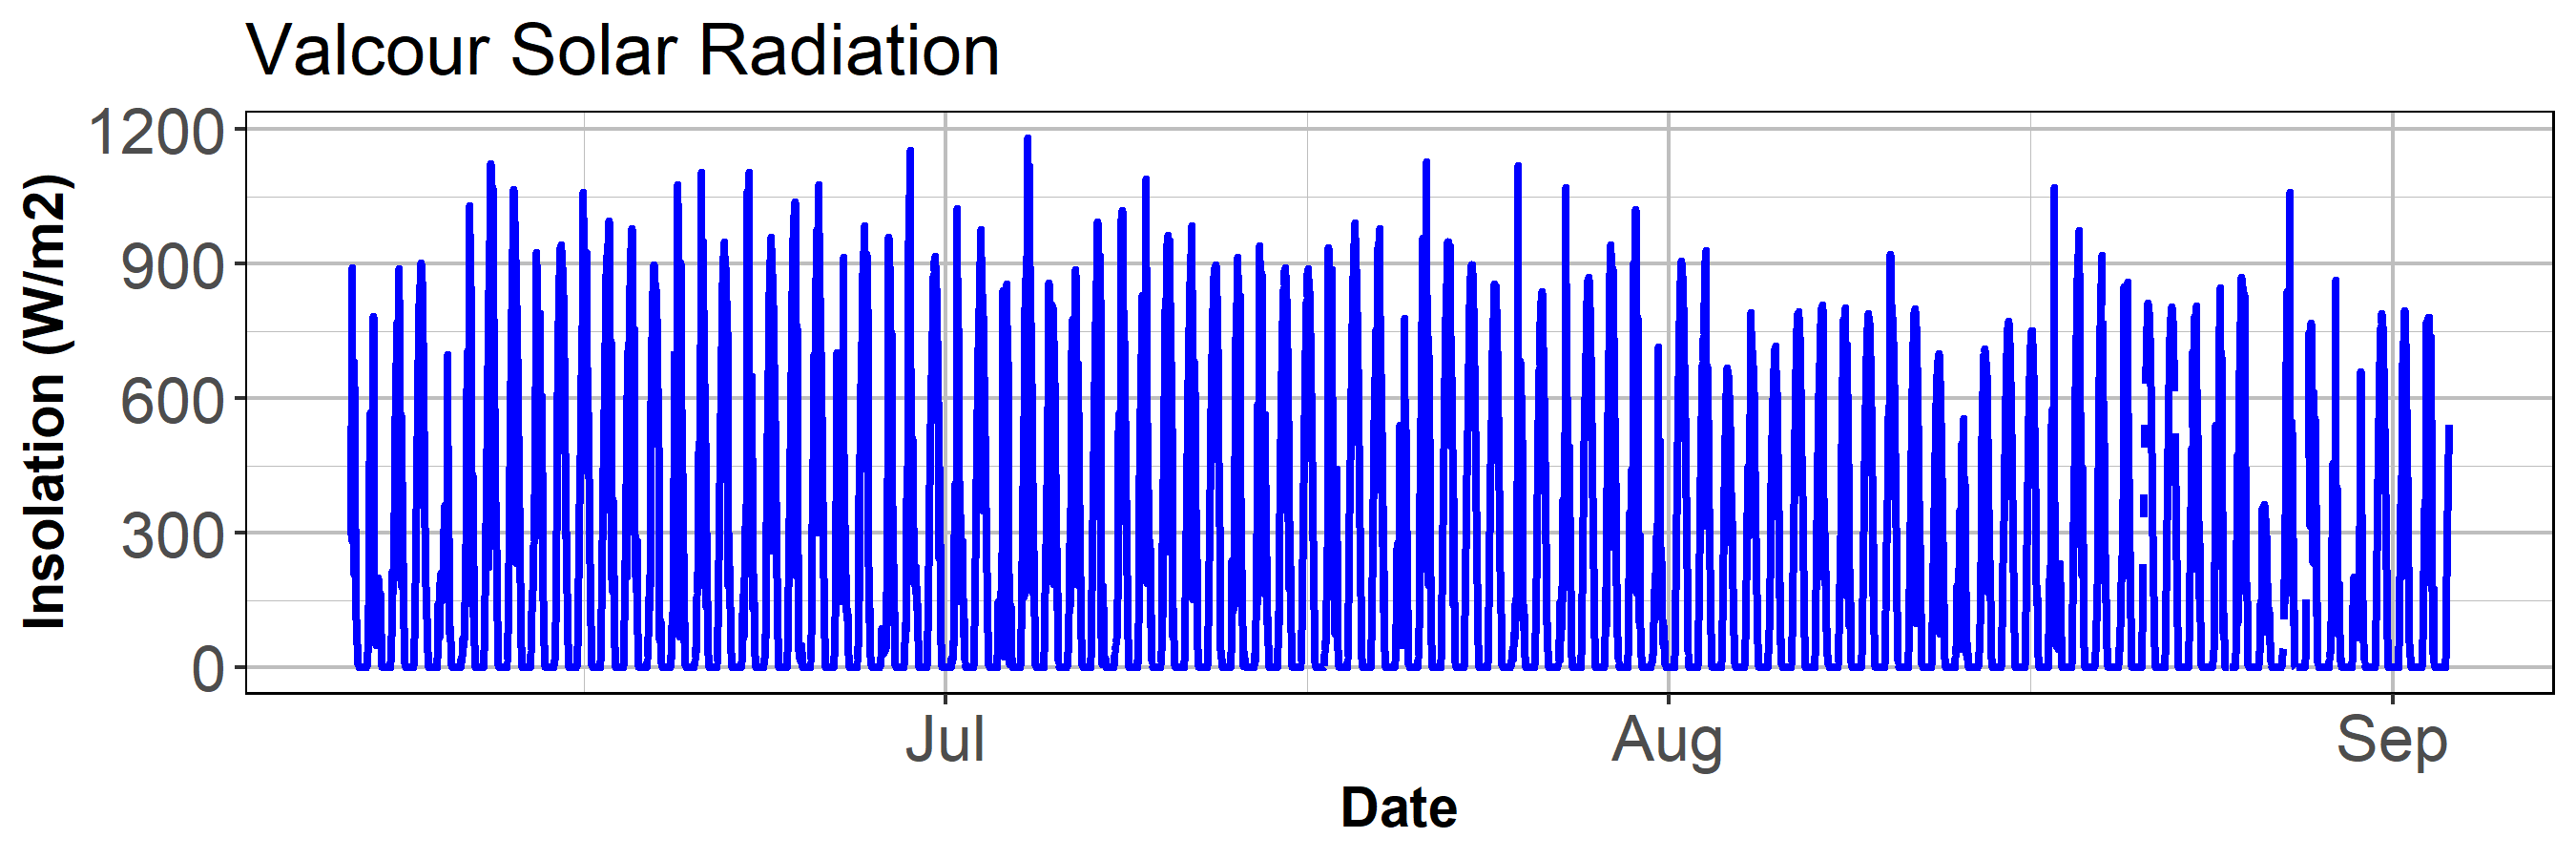 Valcour Solar Radiation
Insolation (W/m2)
1200
900
600
300
0
Jul Aug Sep
Date